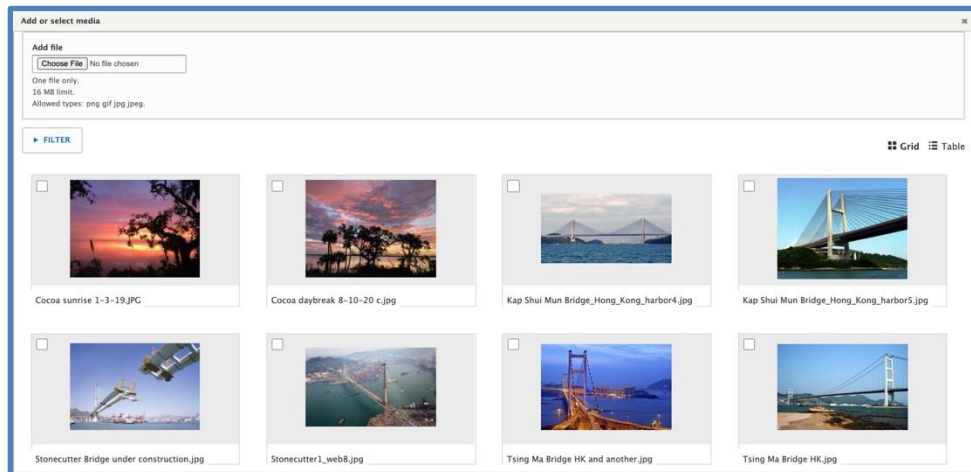 Add or select media
Add file
Choose File No file chosen
One file only.
16 MB limit.
Allowed types: png gif jpg jpeg.
FILTER
Grid Table
Cocoa sunrise 1-3-19.JPG
Cocoa daybreak 8-10-20 c.jpg
Kap Shui Mun Bridge_Hong_Kong_harbor4.jpg
Kap Shui Mun Bridge_Hong_Kong_harbor5.jpg
Stonecutter Bridge under construction.jpg
Stonecutter1_web8.jpg
Tsing Ma Bridge HK and another.jpg
Tsing Ma Bridge HK.jpg